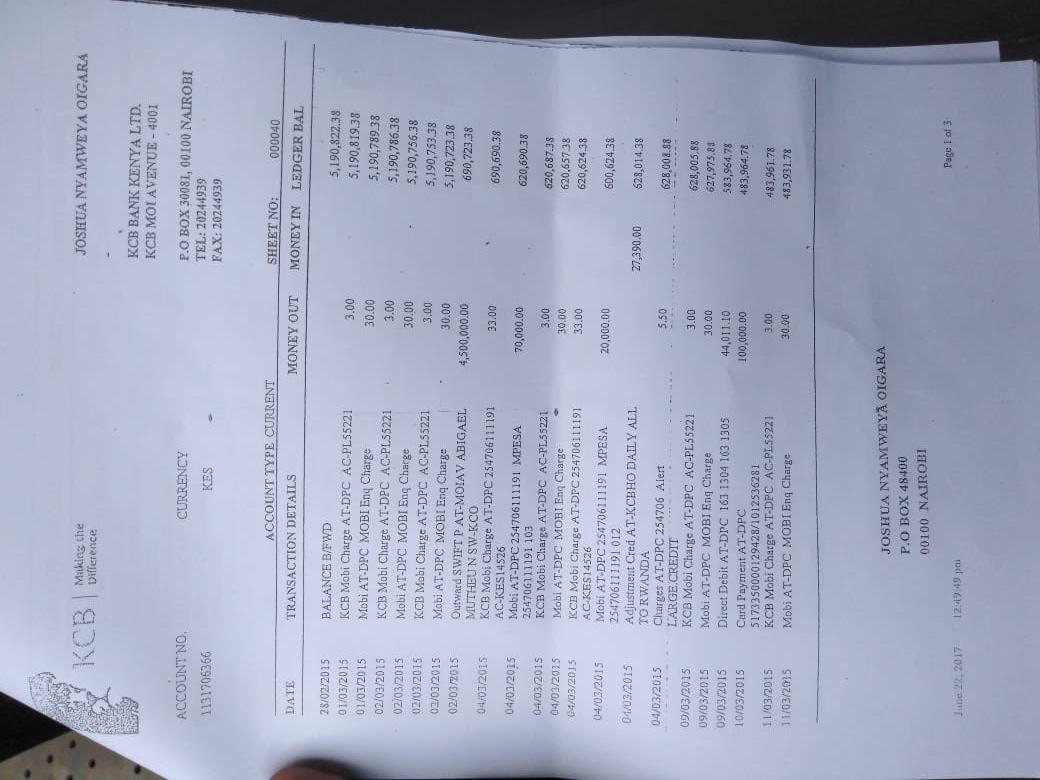 KCB | Making the Difference
JOSHUA NYAMWEYA OIGARA
-
KCB BANK KENYA LTD.
KCB MOI AVENUE - 4001
ACCOUNT NO. CURRENCY P.O BOX 30081, 00100 NAIROBI
TEL: 20244939
1131706366 KES FAX: 20244939
ACCOUNT TYPE CURRENT SHEET NO: 000040
DATE TRANSACTION DETAILS MONEY OUT MONEY IN LEDGER BAL
28/02/2015 BALANCE B/FWD 5,190,822.38
01/03/2015 KCB Mobi Charge AT-DPC AC-PL55221 3.00 5,190,819.38
01/03/2015 Mobi AT-DPC MOBI Enq Charge 30.00 5,190,789.38
02/03/2015 KCB Mobi Charge AT-DPC AC-PL55221 3.00 5,190,786.38
02/03/2015 Mobi AT-DPC MOBI Enq Charge 30.00 5,190,756.38
02/03/2015 KCB Mobi Charge AT-DPC AC-PL55221 3.00 5,190,753.38
02/03/2015 Mobi AT-DPC MOBI Enq Charge 30.00 5,190,723.38
02/03/2015 Outward SWIFT P AT-MOIAV ABIGAEL 4,500,000.00 690,723.38
MUTHEU N SW-KCO
04/03/2015 KCB Mobi Charge AT-DPC 254706111191 33.00 690,690.38
AC-KES14526
04/03/2015 Mobi AT-DPC 254706111191 MPESA 70,000.00 620,690.38
254706111191 103
04/03/2015 KCB Mobi Charge AT-DPC AC-PL55221 3.00 620,687.38
04/03/2015 Mobi AT-DPC MOBI Enq Charge 30.00 620,657.38
04/03/2015 KCB Mobi Charge AT-DPC 254706111191 33.00 620,624.38
AC-KES14526
04/03/2015 Mobi AT-DPC 254706111191 MPESA 20,000.00 600,624.38
254706111191 012
04/03/2015 Adjustment Credi AT-KCBHO DAILY ALL 27,390.00 628,014.38
TO RWANDA
04/03/2015 Charges AT-DPC 254706 Alert 5.50 628,008.88
LARGE.CREDIT
09/03/2015 KCB Mobi Charge AT-DPC AC-PL55221 3.00 628,005.88
09/03/2015 Mobi AT-DPC MOBI Enq Charge 30.00 627,975.88
09/03/2015 Direct Debit AT-DPC 163 1304 163 1305 44,011.10 583,964.78
10/03/2015 Card Payment AT-DPC 100,000.00 483,964.78
5173350000129428/1012536281
11/03/2015 KCB Mobi Charge AT-DPC AC-PL55221 3.00 483,961.78
11/03/2015 Mobi AT-DPC MOBI Enq Charge 30.00 483,931.78
JOSHUA NYAMWEYA OIGARA
P.O BOX 48400
00100 NAIROBI
June 22, 2017 12:49:49 pm Page 1 of 3